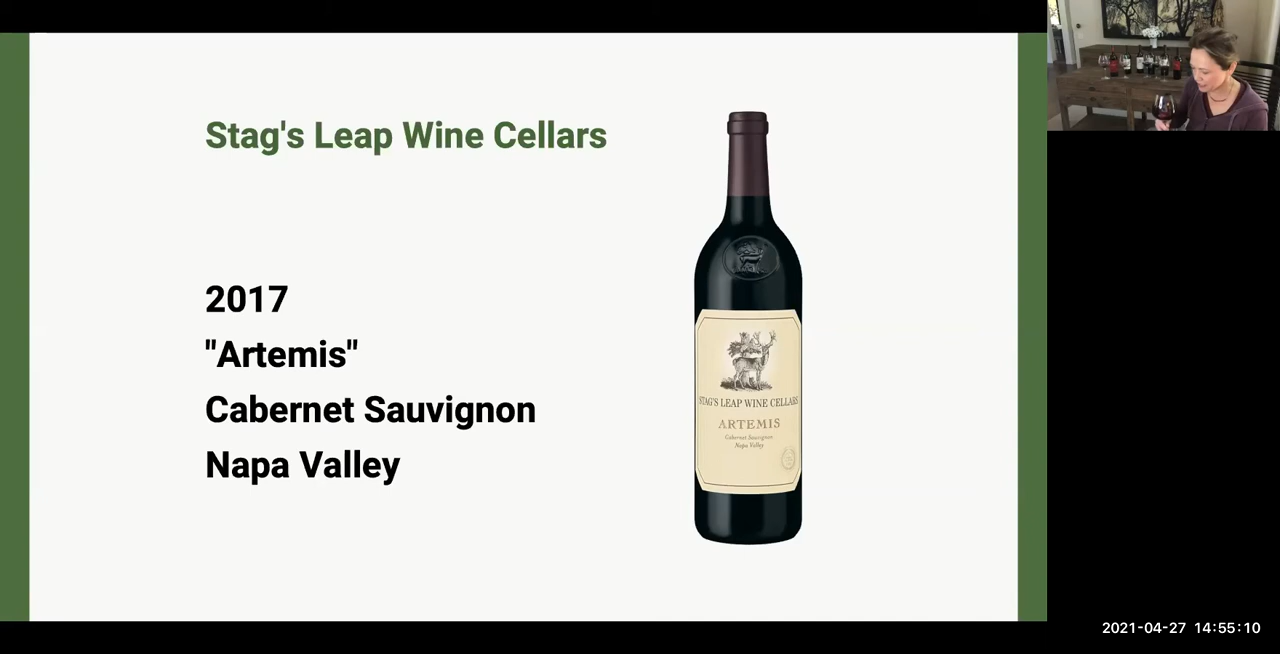 Stag's Leap Wine Cellars
2017
"Artemis"
Cabernet Sauvignon
Napa Valley
STAG'S LEAP WINE CELLARS
ARTEMIS
Cabernet Sauvignon
Napa Valley
2021-04-27 14:55:10